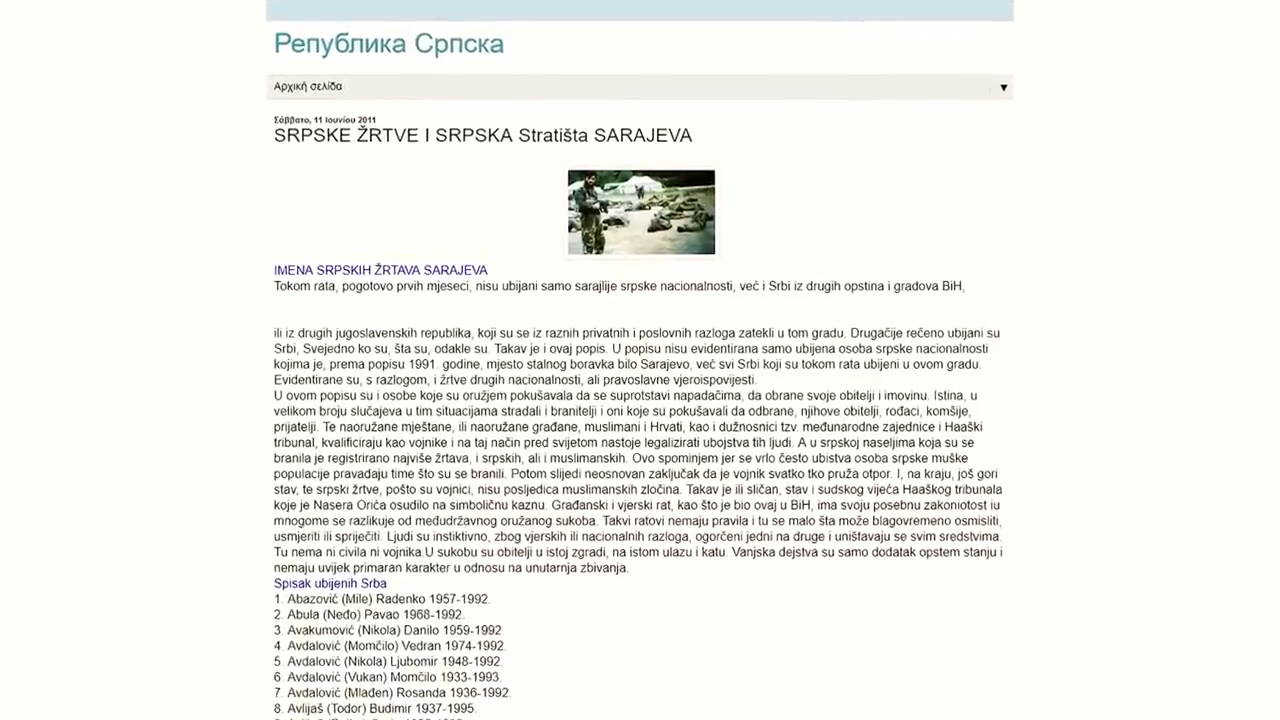 Република Српска
Αρχική σελίδα
▼
Σάββατο, 11 Ιουνίου 2011
SRPSKE ŽRTVE I SRPSKA Stratišta SARAJEVA
IMENA SRPSKIH ŽRTAVA SARAJEVA
Tokom rata, pogotovo prvih mjeseci, nisu ubijani samo sarajlije srpske nacionalnosti, već i Srbi iz drugih opstina i gradova BiH,
ili iz drugih jugoslavenskih republika, koji su se iz raznih privatnih i poslovnih razloga zatekli u tom gradu. Drugačije rečeno ubijani su
Srbi, Svejedno ko su, šta su, odakle su. Takav je i ovaj popis. U popisu nisu evidentirana samo ubijena osoba srpske nacionalnosti
kojima je, prema popisu 1991. godine, mjesto stalnog boravka bilo Sarajevo, već svi Srbi koji su tokom rata ubijeni u ovom gradu.
Evidentirane su, s razlogom, i žrtve drugih nacionalnosti, ali pravoslavne vjeroispovijesti.
U ovom popisu su i osobe koje su oružjem pokušavala da se suprotstavi napadačima, da obrane svoje obitelji i imovinu. Istina, u
velikom broju slučajeva u tim situacijama stradali i branitelji i oni koje su pokušavali da odbrane, njihove obitelji, rođaci, komšije,
prijatelji. Te naoružane mještane, ili naoružane građane, muslimani i Hrvati, kao i dužnosnici tzv. međunarodne zajednice i Haaški
tribunal, kvalificiraju kao vojnike i na taj način pred svijetom nastoje legalizirati ubojstva tih ljudi. A u srpskoj naseljima koja su se
branila je registrirano najviše žrtava, i srpskih, ali i muslimanskih. Ovo spominjem jer se vrlo često ubistva osoba srpske muške
populacije pravadaju time što su se branili. Potom slijedi neosnovan zaključak da je vojnik svatko tko pruža otpor. I, na kraju, još gori
stav, te srpski žrtve, pošto su vojnici, nisu posljedica muslimanskih zločina. Takav je ili sličan, stav i sudskog vijeća Haaškog tribunala
koje je Nasera Orića osudilo na simboličnu kaznu. Građanski i vjerski rat, kao što je bio ovaj u BiH, ima svoju posebnu zakoniotost iu
mnogome se razlikuje od međudržavnog oružanog sukoba. Takvi ratovi nemaju pravila i tu se malo šta može blagovremeno osmisliti,
usmjeriti ili spriječiti. Ljudi su instiktivno, zbog vjerskih ili nacionalnih razloga, ogorčeni jedni na druge i uništavaju se svim sredstvima.
Tu nema ni civila ni vojnika.U sukobu su obitelji u istoj zgradi, na istom ulazu i katu. Vanjska dejstva su samo dodatak opstem stanju i
nemaju uvijek primaran karakter u odnosu na unutarnja zbivanja.
Spisak ubijenih Srba
1. Abazović (Mile) Radenko 1957-1992.
2. Abula (Neđo) Pavao 1968-1992.
3. Avakumović (Nikola) Danilo 1959-1992
4. Avdalović (Momčilo) Vedran 1974-1992.
5. Avdalović (Nikola) Ljubomir 1948-1992.
6. Avdalović (Vukan) Momčilo 1933-1993.
7. Avdalović (Mlađen) Rosanda 1936-1992.
8. Avlijaš (Todor) Budimir 1937-1995.